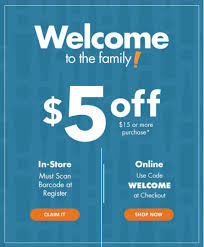 Welcome
to the family!
$5 off
$15 or more
purchase*
In-Store
Must Scan
Barcode at
Register
CLAIM IT
Online
Use Code
WELCOME
at Checkout
SHOP NOW